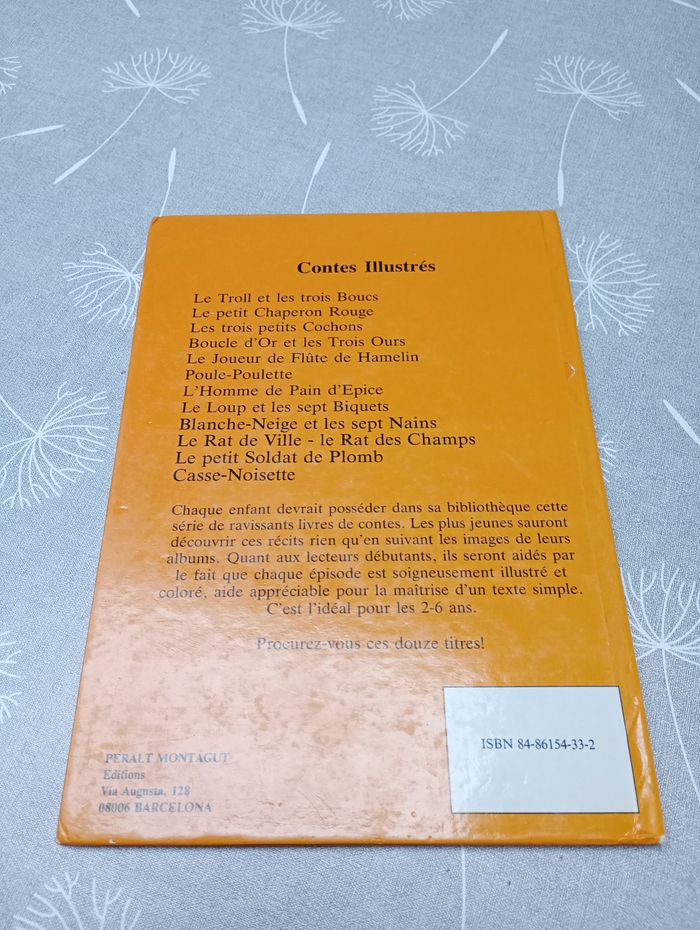 Contes Illustrés
Le Troll et les trois Boucs
Le petit Chaperon Rouge
Les trois petits Cochons
Boucle d'Or et les Trois Ours
Le Joueur de Flûte de Hamelin
Poule-Poulette
L'Homme de Pain d'Epice
Le Loup et les sept Biquets
Blanche-Neige et les sept Nains
Le Rat de Ville - le Rat des Champs
Le petit Soldat de Plomb
Casse-Noisette
Chaque enfant devrait posséder dans sa bibliothèque cette
série de ravissants livres de contes. Les plus jeunes sauront
découvrir ces récits rien qu'en suivant les images de leurs
albums. Quant aux lecteurs débutants, ils seront aidés par
le fait que chaque épisode est soigneusement illustré et
coloré, aide appréciable pour la maîtrise d'un texte simple.
C'est l'idéal pour les 2-6 ans.
Procurez-vous ces douze titres!
ISBN 84-86154-33-2
PERALT MONTAGUT
Editions
Via Augusta, 128
08006 BARCELONA